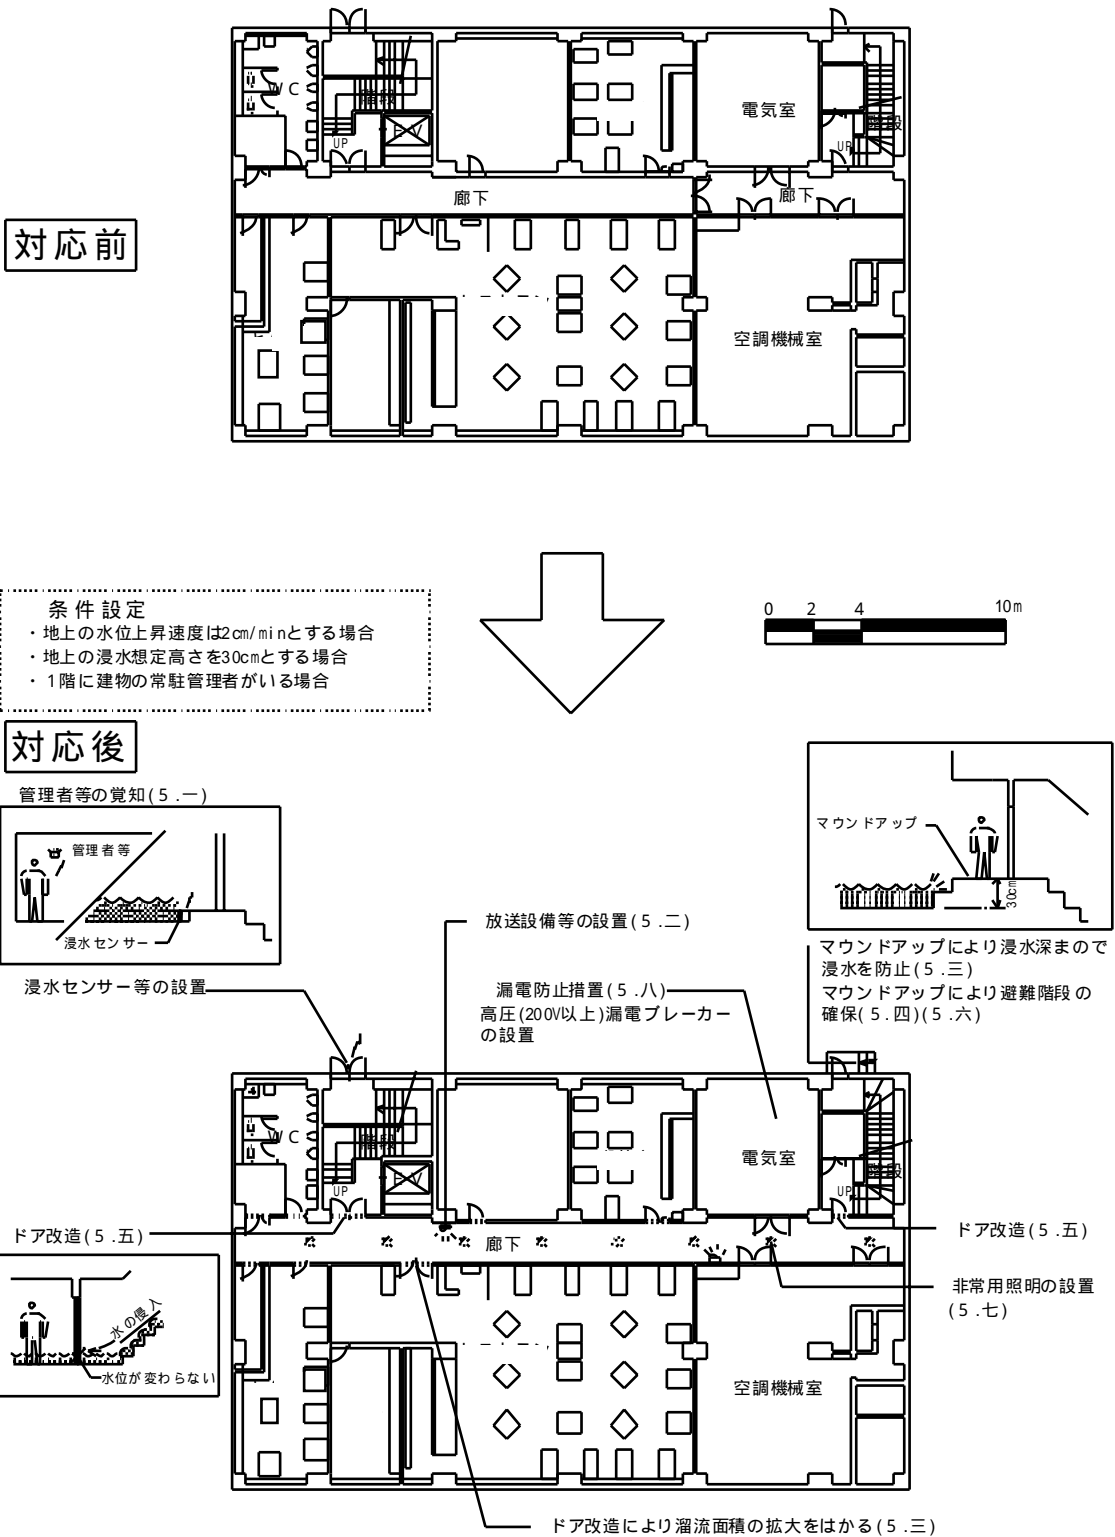 WC
階段
UP
E V
電気室
階段
UP
廊下
廊下
対応前
空調機械室
条件設定
・地上の水位上昇速度は2cm/minとする場合
・地上の浸水想定高さを30cmとする場合
・1階に建物の常駐管理者がいる場合
0 2 4 10m
対応後
管理者等の覚知(5.一)
管理者等
浸水センサー
浸水センサー等の設置
マウンドアップ
30cm
マウンドアップにより浸水深まので
浸水を防止(5.三)
マウンドアップにより避難階段の
確保(5.四)(5.六)
放送設備等の設置(5.二)
漏電防止措置(5.八)
高圧(200V以上)漏電ブレーカー
の設置
WC
階段
UP
E V
電気室
階段
UP
ドア改造(5.五)
廊下
ドア改造(5.五)
非常用照明の設置
(5.七)
水の侵入
水位が変わらない
空調機械室
ドア改造により溜流面積の拡大をはかる(5.三)